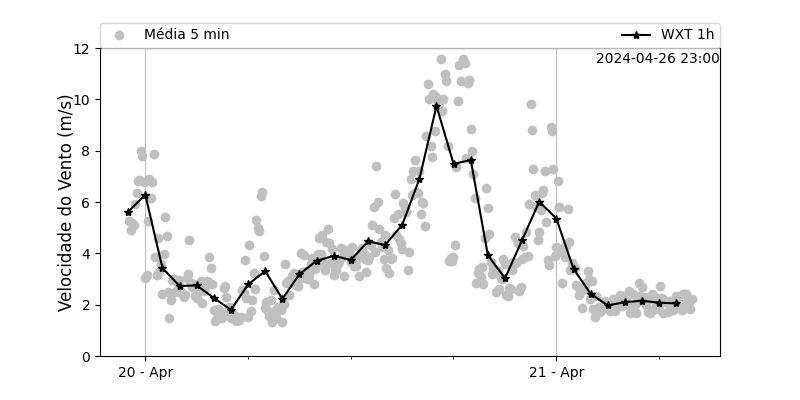 Média 5 min
WXT 1h
2024-04-26 23:00
Velocidade do Vento (m/s)
12
10
8
6
4
2
0
20 - Apr
21 - Apr